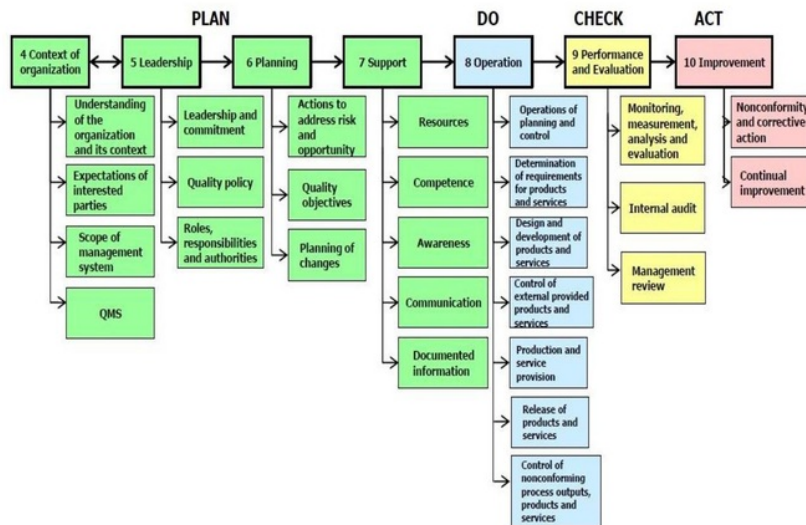 PLAN
DO
CHECK
ACT
4 Context of
organization
5 Leadership
6 Planning
7 Support
8 Operation
9 Performance
and Evaluation
10 Improvement
Understanding
of the
organization
and its context
Expectations of
interested
parties
Scope of
management
system
QMS
Leadership and
commitment
Quality policy
Roles,
responsibilities
and authorities
Actions to
address risk
and
opportunity
Quality
objectives
Planning of
changes
Resources
Competence
Awareness
Communication
Documented
information
Operations of
planning and
control
Determination of
requirements
for products
and services
Design and
development of
products and
services
Control of
external provided
products and
services
Production and
service
provision
Release of
products and
services
Control of
nonconforming
process outputs,
products and
services
Monitoring,
measurement,
analysis and
evaluation
Internal audit
Management
review
Nonconformity
and corrective
action
Continual
improvement